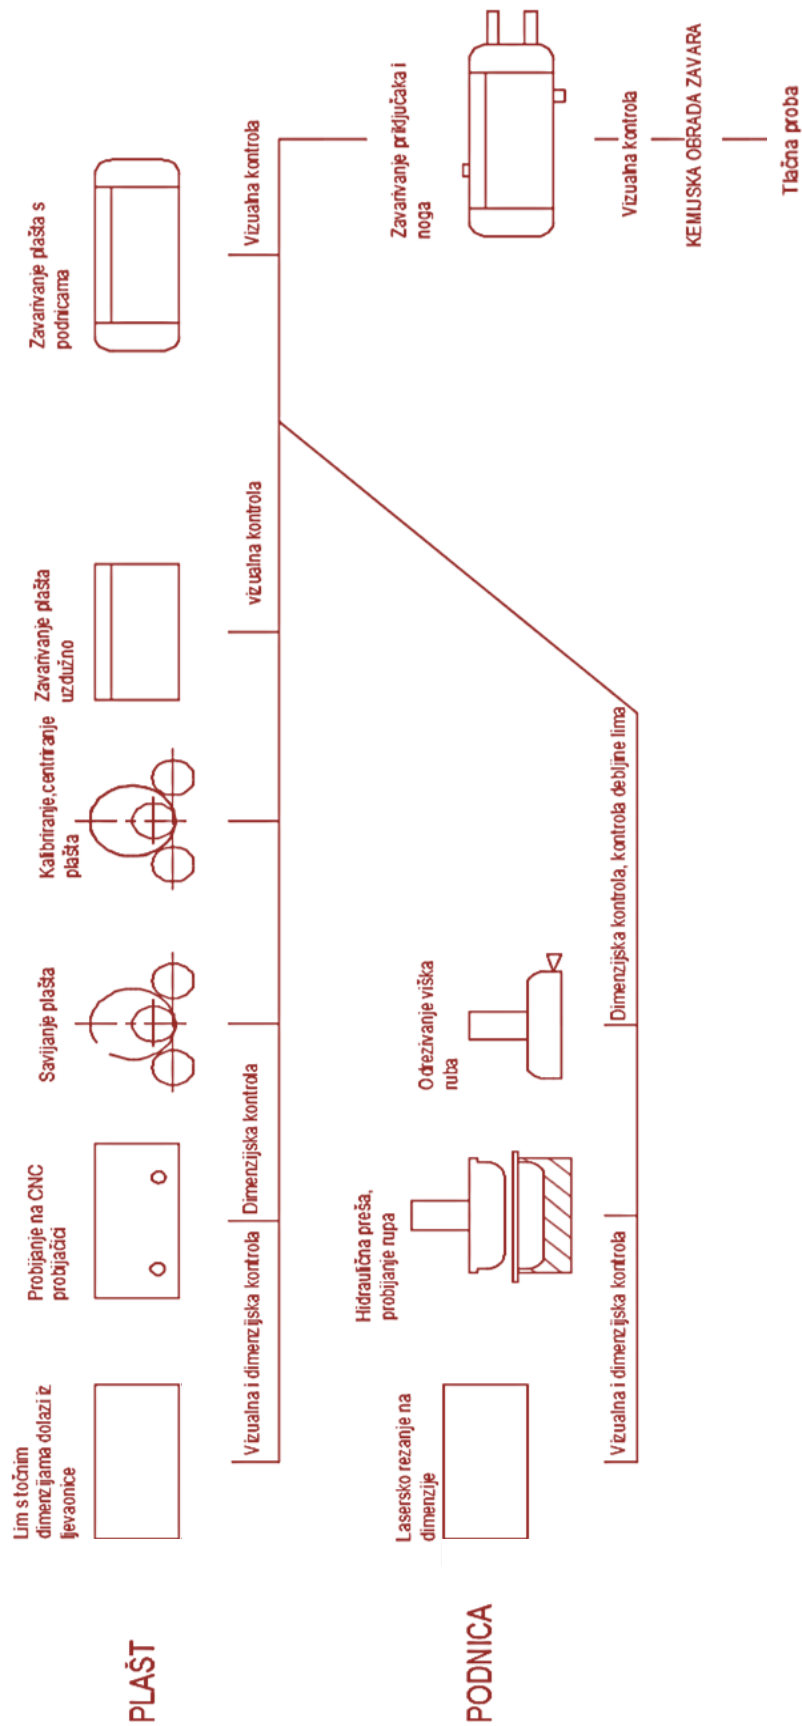 PLAŠT
Lim s točnim
dimenzijama dolazi iz
ljevaonice
Probijanje na CNC
probijačici
Savijanje plašta
Kalibriranje,centriranje
plašta
Zavarivanje plašta
uzdužno
Zavarivanje plašta s
podnicama
Vizualna i dimenzijska kontrola
Dimenzijska kontrola
vizualna kontrola
Vizualna kontrola
PODNICA
Lasersko rezanje na
dimenzije
Hidraulična preša,
probijanje rupa
Odrezivanje viška
ruba
Zavarivanje priključaka i
noga
Vizualna i dimenzijska kontrola
Dimenzijska kontrola, kontrola debljine lima
Vizualna kontrola
KEMIJSKA OBRADA ZAVARA
Tlačna proba